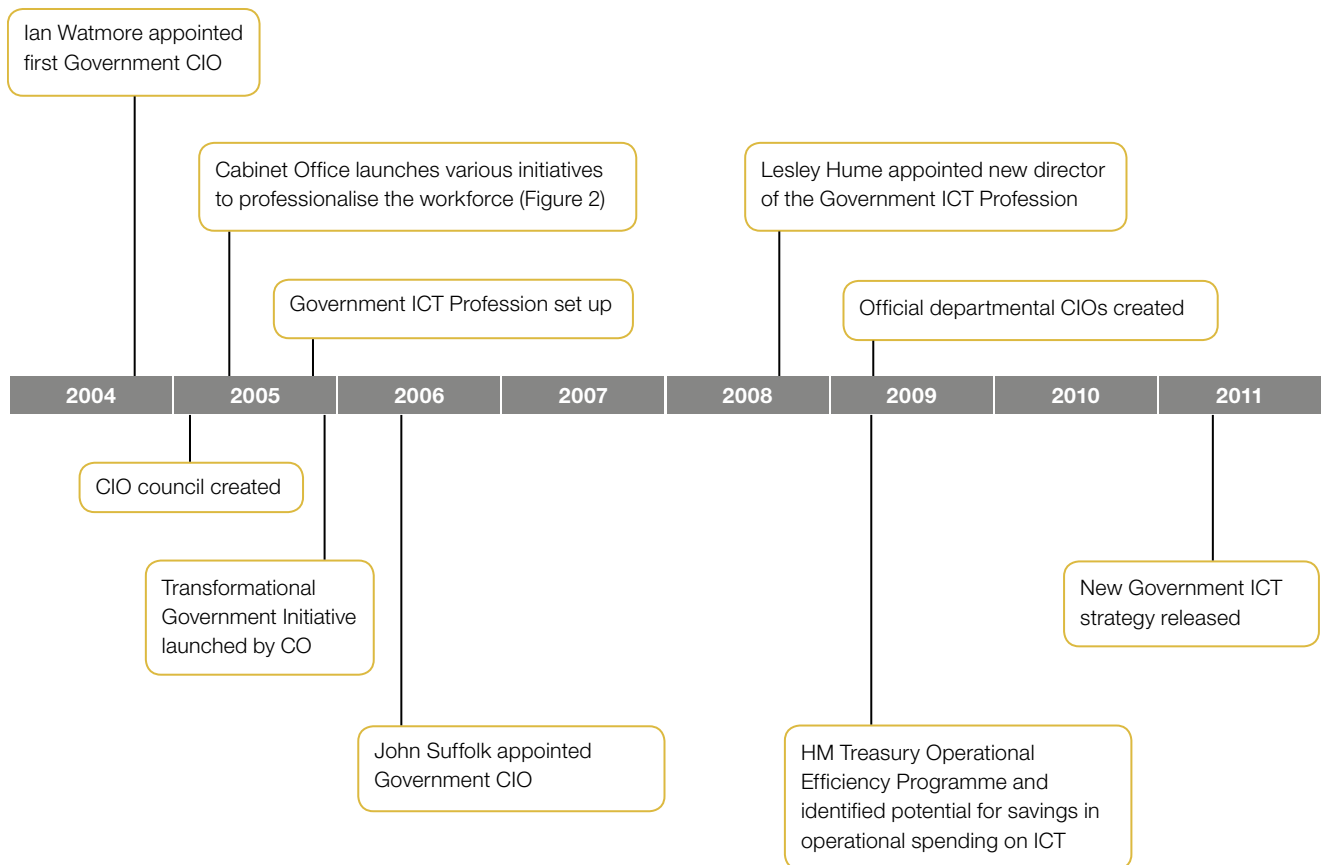 Ian Watmore appointed
first Government CIO
Cabinet Office launches various initiatives
to professionalise the workforce (Figure 2)
Lesley Hume appointed new director
of the Government ICT Profession
Government ICT Profession set up
Official departmental CIOs created
2004
2005
2006
2007
2008
2009
2010
2011
CIO council created
Transformational
Government Initiative
launched by CO
New Government ICT
strategy released
John Suffolk appointed
Government CIO
HM Treasury Operational
Efficiency Programme and
identified potential for savings in
operational spending on ICT